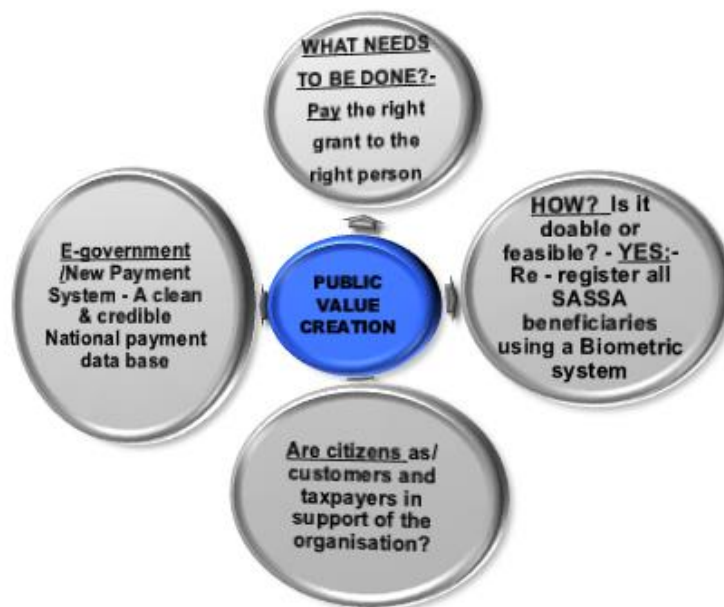 WHAT NEEDS
TO BE DONE?-
Pay the right
grant to the
right person
E-government
/New Payment
System - A clean
& credible
National payment
data base
PUBLIC
VALUE
CREATION
HOW? Is it
doable or
feasible? - YES:-
Re - register all
SASSA
beneficiaries
using a Biometric
system
Are citizens as/
customers and
taxpayers in
support of the
organisation?